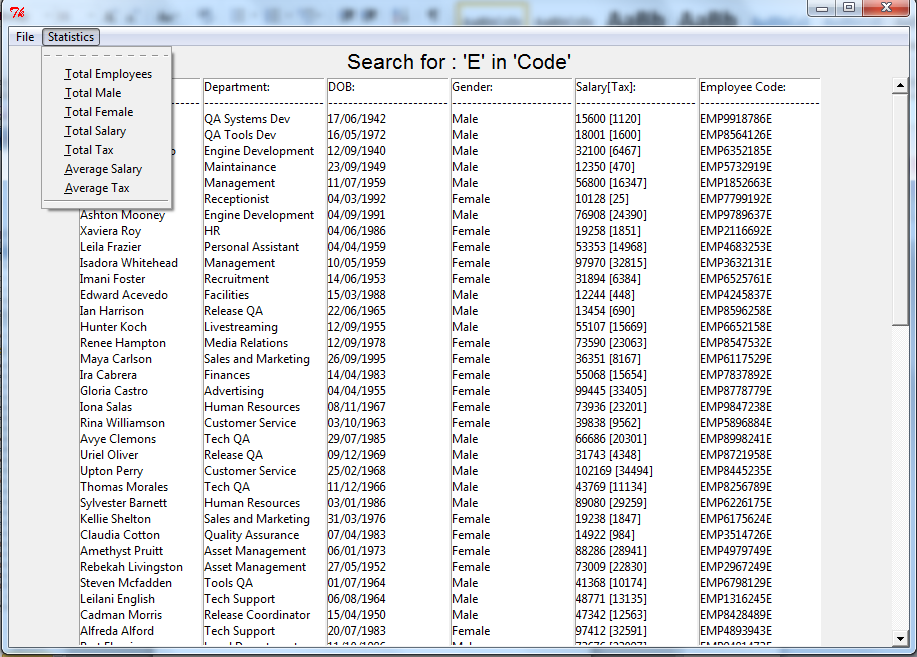 File Statistics
Search for : 'E' in 'Code'
Total Employees
Total Male
Total Female
Total Salary
Total Tax
Average Salary
Average Tax
Department: DOB: Gender: Salary[Tax]: Employee Code:
QA Systems Dev 17/06/1942 Male 15600 [1120] EMP9918786E
QA Tools Dev 16/05/1972 Male 18001 [1600] EMP8564126E
Engine Development 12/09/1940 Male 32100 [6467] EMP6352185E
Maintainance 23/09/1949 Male 12350 [470] EMP5732919E
Management 11/07/1959 Male 56800 [16347] EMP1852663E
Receptionist 04/03/1992 Female 10128 [25] EMP7799192E
Ashton Mooney Engine Development 04/09/1991 Male 76908 [24390] EMP9789637E
Xaviera Roy HR 04/06/1986 Female 19258 [1851] EMP2116692E
Leila Frazier Personal Assistant 04/04/1959 Female 53353 [14968] EMP4683253E
Isadora Whitehead Management 10/05/1959 Female 97970 [32815] EMP3632131E
Imani Foster Recruitment 14/06/1953 Female 31894 [6384] EMP6525761E
Edward Acevedo Facilities 15/03/1988 Male 12244 [448] EMP4245837E
Ian Harrison Release QA 22/06/1965 Male 13454 [690] EMP8596258E
Hunter Koch Livestreaming 12/09/1955 Male 55107 [15669] EMP6652158E
Renee Hampton Media Relations 12/09/1978 Female 73590 [23063] EMP8547532E
Maya Carlson Sales and Marketing 26/09/1995 Female 36351 [8167] EMP6117529E
Ira Cabrera Finances 14/04/1983 Female 55068 [15654] EMP7837892E
Gloria Castro Advertising 04/04/1955 Female 99445 [33405] EMP8778779E
Iona Salas Human Resources 08/11/1967 Female 73936 [23201] EMP9847238E
Rina Williamson Customer Service 03/10/1963 Female 39838 [9562] EMP5896884E
Avye Clemons Tech QA 29/07/1985 Male 66686 [20301] EMP8998241E
Uriel Oliver Release QA 09/12/1969 Male 31743 [4348] EMP8721958E
Upton Perry Customer Service 25/02/1968 Male 102169 [34494] EMP8445235E
Thomas Morales Tech QA 11/12/1966 Male 43769 [11134] EMP8256789E
Sylvester Barnett Human Resources 03/01/1986 Male 89080 [29259] EMP6226175E
Kellie Shelton Sales and Marketing 31/03/1976 Female 19238 [1847] EMP6175624E
Claudia Cotton Quality Assurance 07/04/1983 Female 14922 [984] EMP3514726E
Amethyst Pruitt Asset Management 06/01/1973 Female 88286 [28941] EMP4979749E
Rebekah Livingston Asset Management 27/05/1952 Female 73009 [22830] EMP2967249E
Steven Mcfadden Tools QA 01/07/1964 Male 41368 [10174] EMP6798129E
Leilani English Tech Support 06/08/1964 Male 48771 [13135] EMP1316245E
Cadman Morris Release Coordinator 15/04/1950 Male 47342 [12563] EMP8428489E
Alfreda Alford Tech Support 20/07/1983 Female 97412 [32591] EMP4893943E